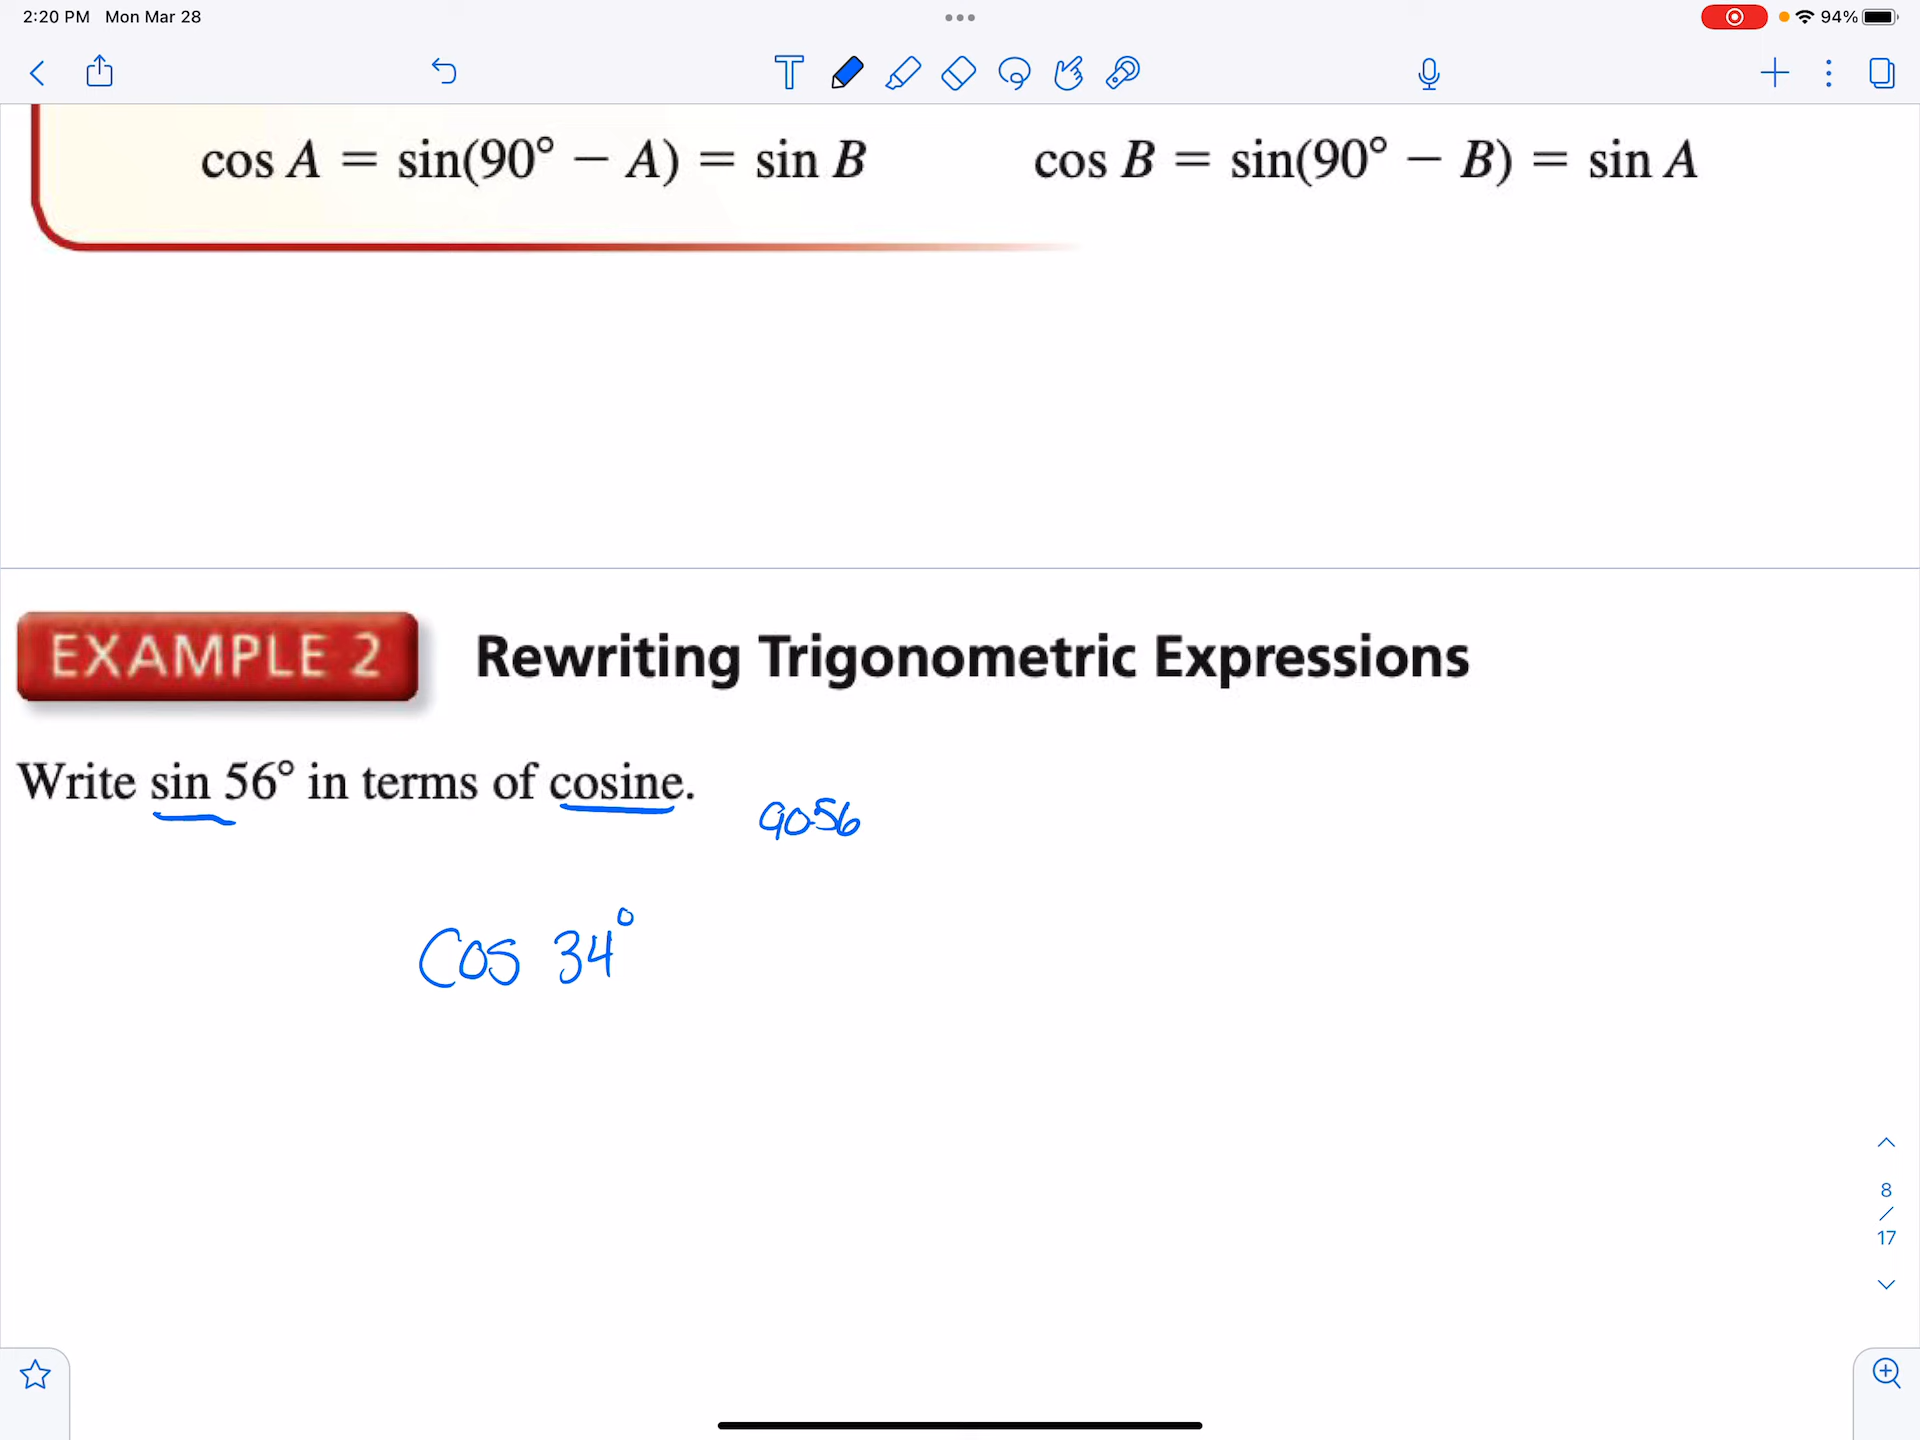 2:20 PM Mon Mar 28
94%
cos A = sin(90° − A) = sin B
cos B = sin(90° − B) = sin A
EXAMPLE 2
Rewriting Trigonometric Expressions
Write sin 56° in terms of cosine.
90-56
Cos 34°
8
/
17